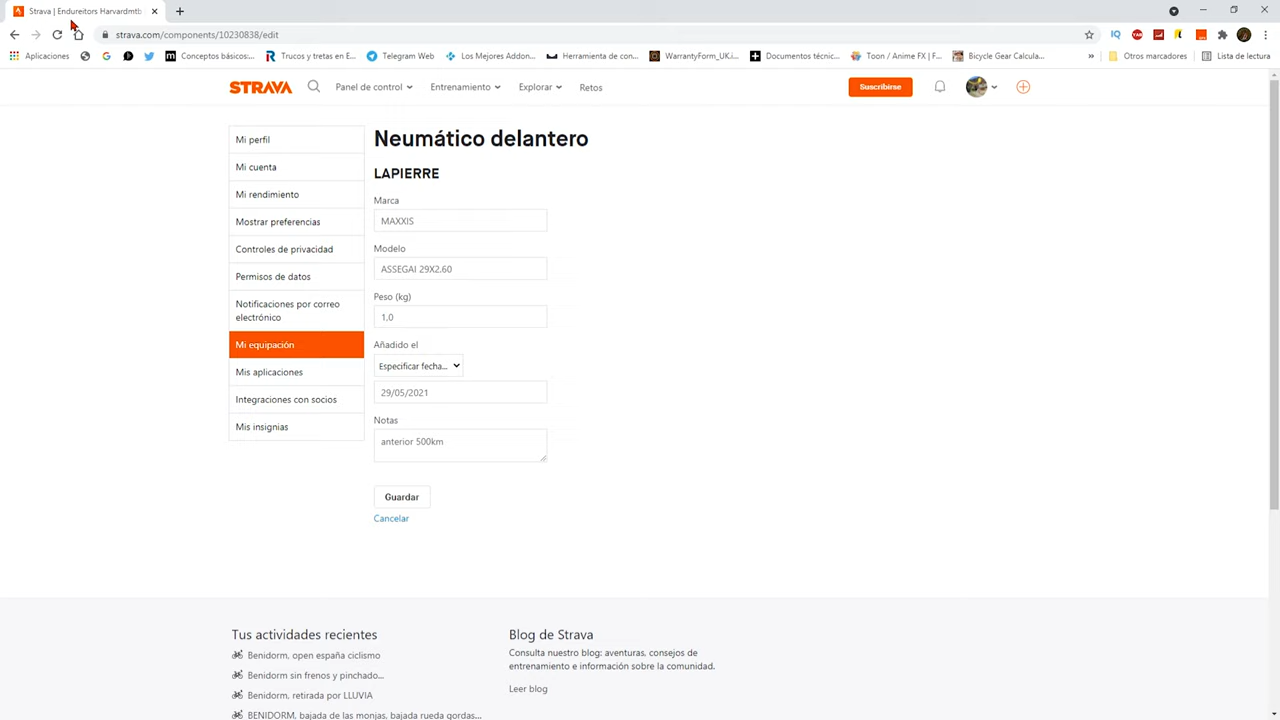 Strava | Endureitors Harvardmtb
strava.com/components/10230838/edit
Aplicaciones
Conceptos básicos:...
Trucos y tretas en E...
Telegram Web
Los Mejores Addon...
Herramienta de con...
WarrantyForm_UK.i...
Documentos técnic...
Toon / Anime FX | F...
Bicycle Gear Calcula...
»
Otros marcadores
Lista de lectura
STRAVA
Panel de control
Entrenamiento
Explorar
Retos
Suscribirse
Mi perfil
Mi cuenta
Mi rendimiento
Mostrar preferencias
Controles de privacidad
Permisos de datos
Notificaciones por correo
electrónico
Mi equipación
Mis aplicaciones
Integraciones con socios
Mis insignias
Neumático delantero
LAPIERRE
Marca
MAXXIS
Modelo
ASSEGAI 29X2.60
Peso (kg)
1,0
Añadido el
Especificar fecha...
29/05/2021
Notas
anterior 500km
Guardar
Cancelar
Tus actividades recientes
Benidorm, open españa ciclismo
Benidorm sin frenos y pinchado...
Benidorm, retirada por LLUVIA
BENIDORM, bajada de las monjas, bajada rueda gordas...
Blog de Strava
Consulta nuestro blog: aventuras, consejos de
entrenamiento e información sobre la comunidad.
Leer blog